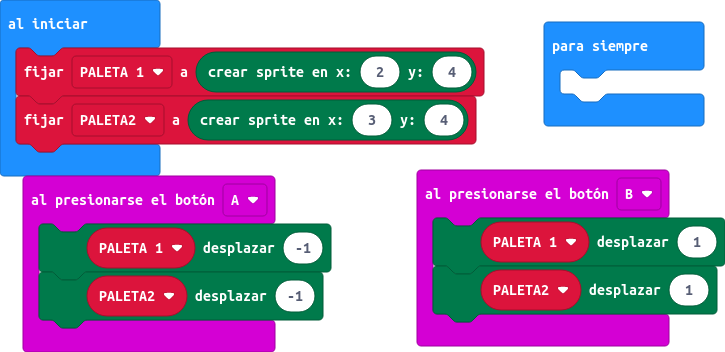 al iniciar
fijar PALETA 1 a crear sprite en x: 2 y: 4
fijar PALETA2 a crear sprite en x: 3 y: 4
para siempre
al presionarse el botón A
PALETA 1 desplazar -1
PALETA2 desplazar -1
al presionarse el botón B
PALETA 1 desplazar 1
PALETA2 desplazar 1